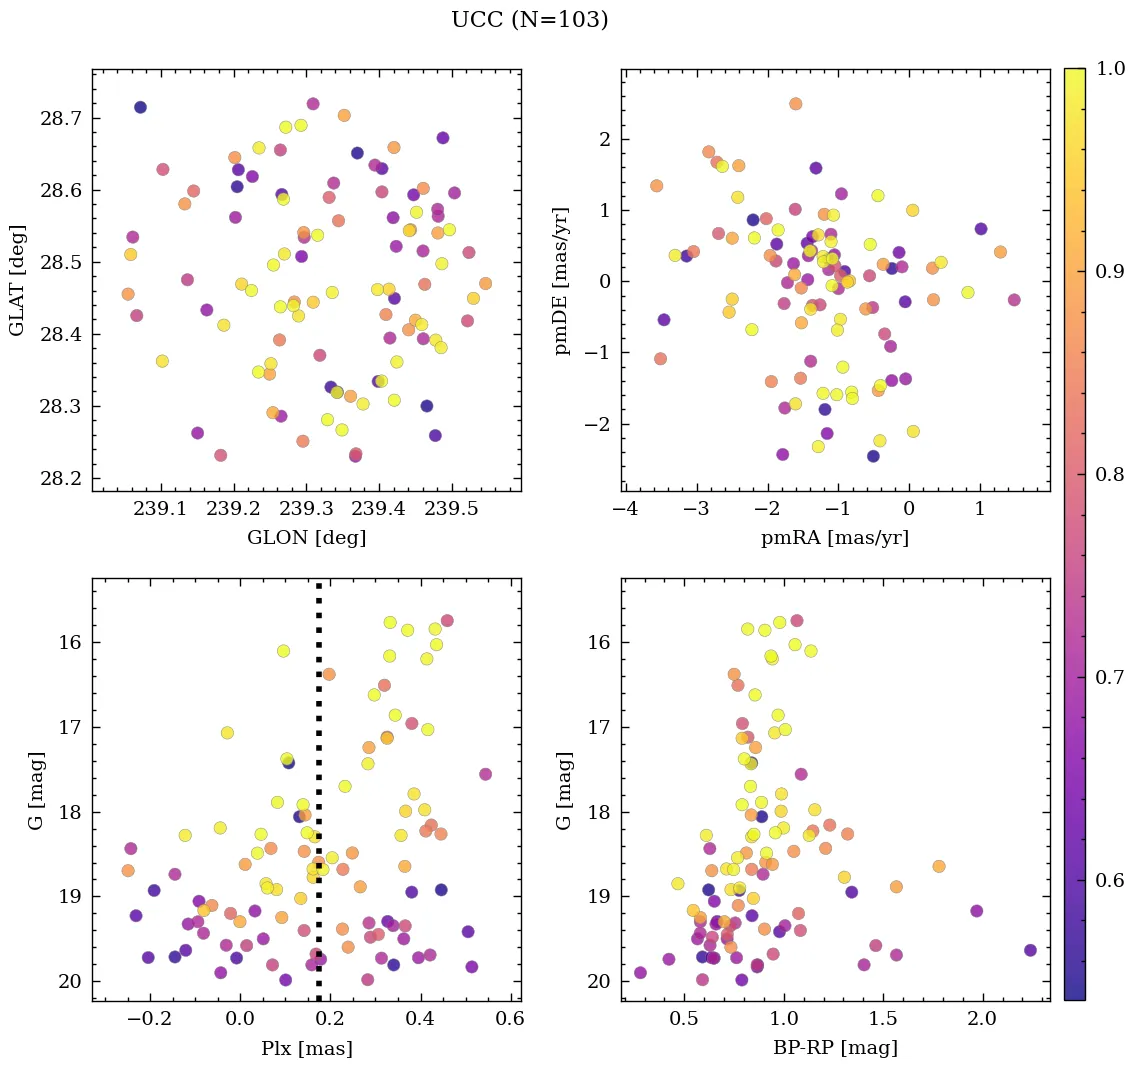 UCC (N=103)
28.7
28.6
28.5
28.4
28.3
28.2
GLAT [deg]
239.1 239.2 239.3 239.4 239.5
GLON [deg]
2
1
0
−1
−2
pmDE [mas/yr]
−4 −3 −2 −1 0 1
pmRA [mas/yr]
16
17
18
19
20
G [mag]
−0.2 0.0 0.2 0.4 0.6
Plx [mas]
16
17
18
19
20
G [mag]
0.5 1.0 1.5 2.0
BP-RP [mag]
1.0
0.9
0.8
0.7
0.6